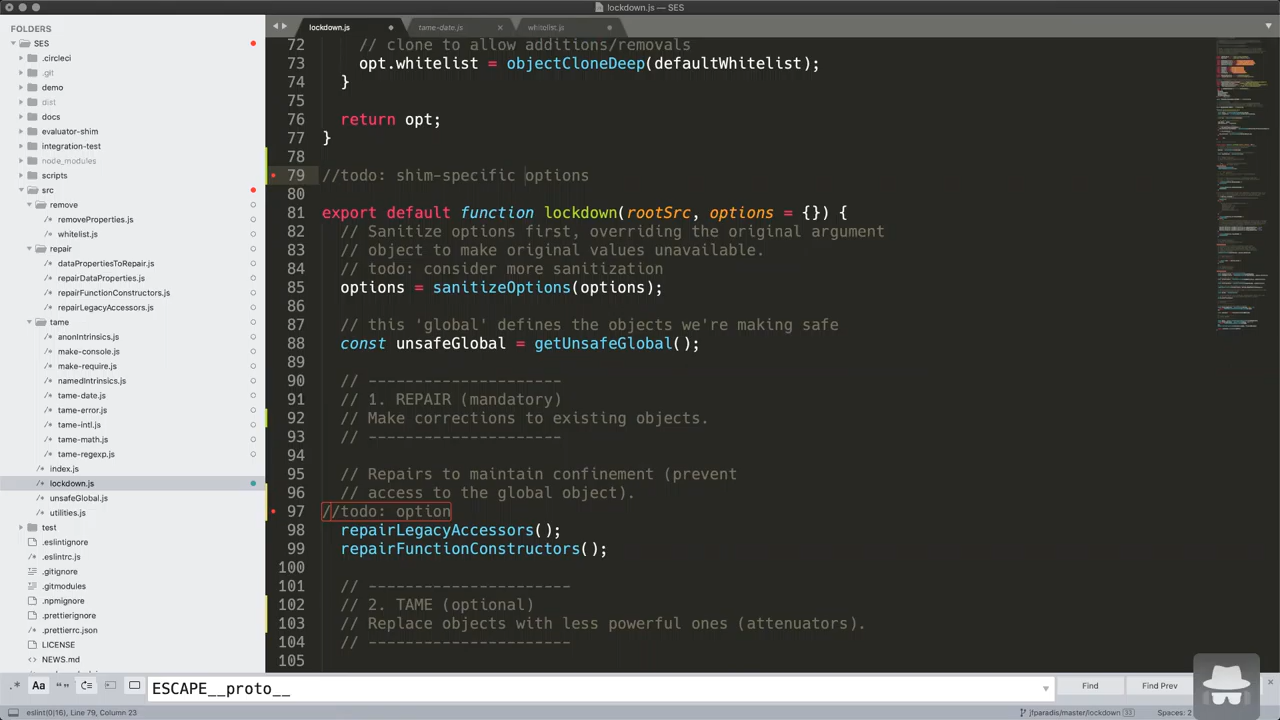 lockdown.js — SES
FOLDERS
SES
.circleci
.git
demo
dist
docs
evaluator-shim
integration-test
node_modules
scripts
src
remove
removeProperties.js
whitelist.js
repair
dataPropertiesToRepair.js
repairDataProperties.js
repairFunctionConstructors.js
repairLegacyAccessors.js
tame
anonIntrinsics.js
make-console.js
make-require.js
namedIntrinsics.js
tame-date.js
tame-error.js
tame-intl.js
tame-math.js
tame-regexp.js
index.js
lockdown.js
unsafeGlobal.js
utilities.js
test
.eslintignore
.eslintrc.js
.gitignore
.gitmodules
.npmignore
.prettierignore
.prettierrc.json
LICENSE
NEWS.md
lockdown.js tame-date.js whitelist.js
72 // clone to allow additions/removals
73 opt.whitelist = objectCloneDeep(defaultWhitelist);
74 }
75
76 return opt;
77 }
78
79 //todo: shim-specific options
80
81 export default function lockdown(rootSrc, options = {}) {
82 Sanitize options first, overriding the original argument
83 object to make original values unavailable.
84 todo: consider more sanitization
85 options = sanitizeOptions(options);
86
87 // this 'global' defines the objects we're making safe
88 const unsafeGlobal = getUnsafeGlobal();
89
90 // ---------------------
91 // 1. REPAIR (mandatory)
92 // Make corrections to existing objects.
93 // ---------------------
94
95 // Repairs to maintain confinement (prevent
96 // access to the global object).
97 //todo: option
98 repairLegacyAccessors();
99 repairFunctionConstructors();
100
101 // ----------------------
102 // 2. TAME (optional)
103 // Replace objects with less powerful ones (attenuators).
104 // ----------------------
105
.* Aa “” ESCAPE__proto__ Find Find Prev
eslint(0|16), Line 79, Column 23 jfparadis/master/lockdown 33 Spaces: 2